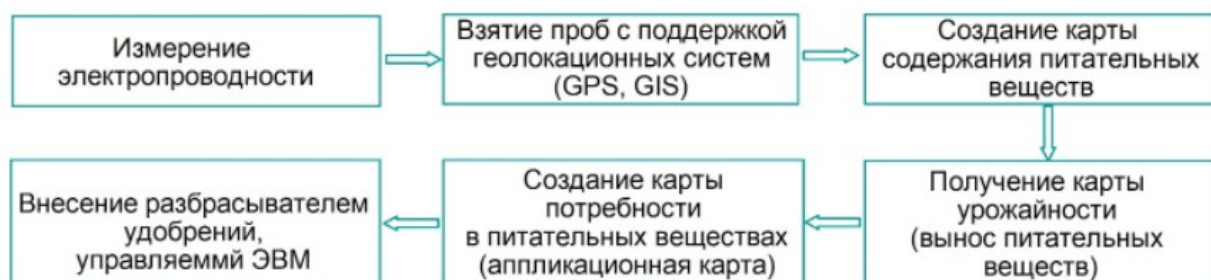 Измерение
электропроводности
Взятие проб с поддержкой
геолокационных систем
(GPS, GIS)
Создание карты
содержания питательных
веществ
Получение карты
урожайности
(вынос питательных
веществ)
Создание карты
потребности
в питательных веществах
(аппликационная карта)
Внесение разбрасывателем
удобрений,
управляеммй ЭВМ